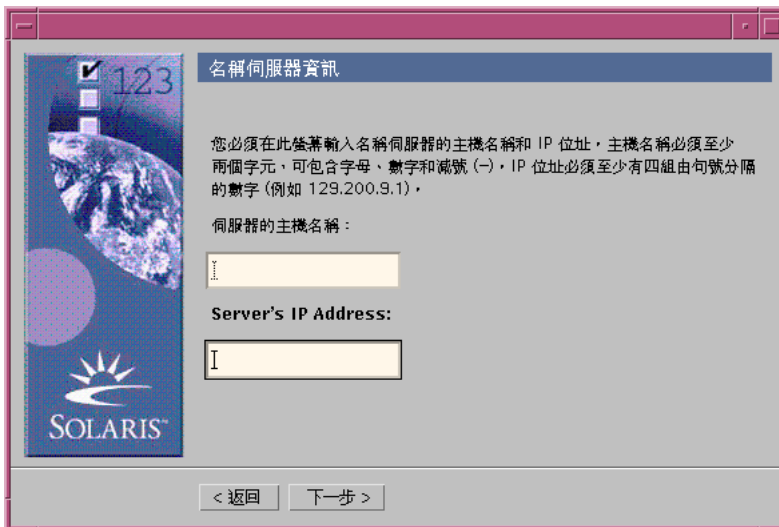 123
名稱伺服器資訊
您必須在此螢幕輸入名稱伺服器的主機名稱和 IP 位址，主機名稱必須至少
兩個字元，可包含字母、數字和減號 (-)，IP 位址必須至少有四組由句號分隔
的數字 (例如 129.200.9.1)，
伺服器的主機名稱：
Server's IP Address:
SOLARIS™
< 返回
下一步 >